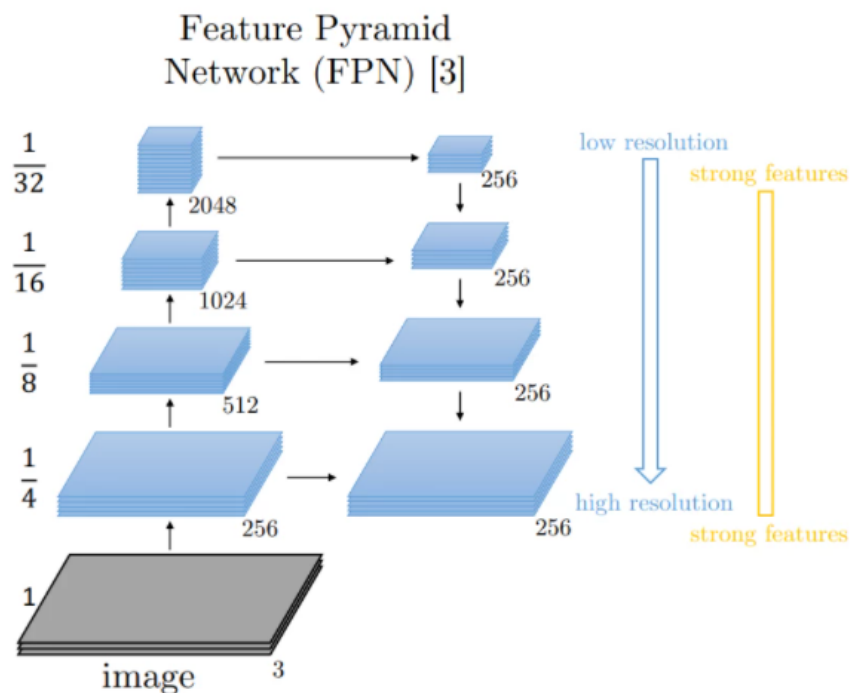 Feature Pyramid
Network (FPN) [3]
1/32
2048
256
low resolution
strong features
1/16
1024
256
1/8
512
256
1/4
256
256
high resolution
strong features
1
3
image